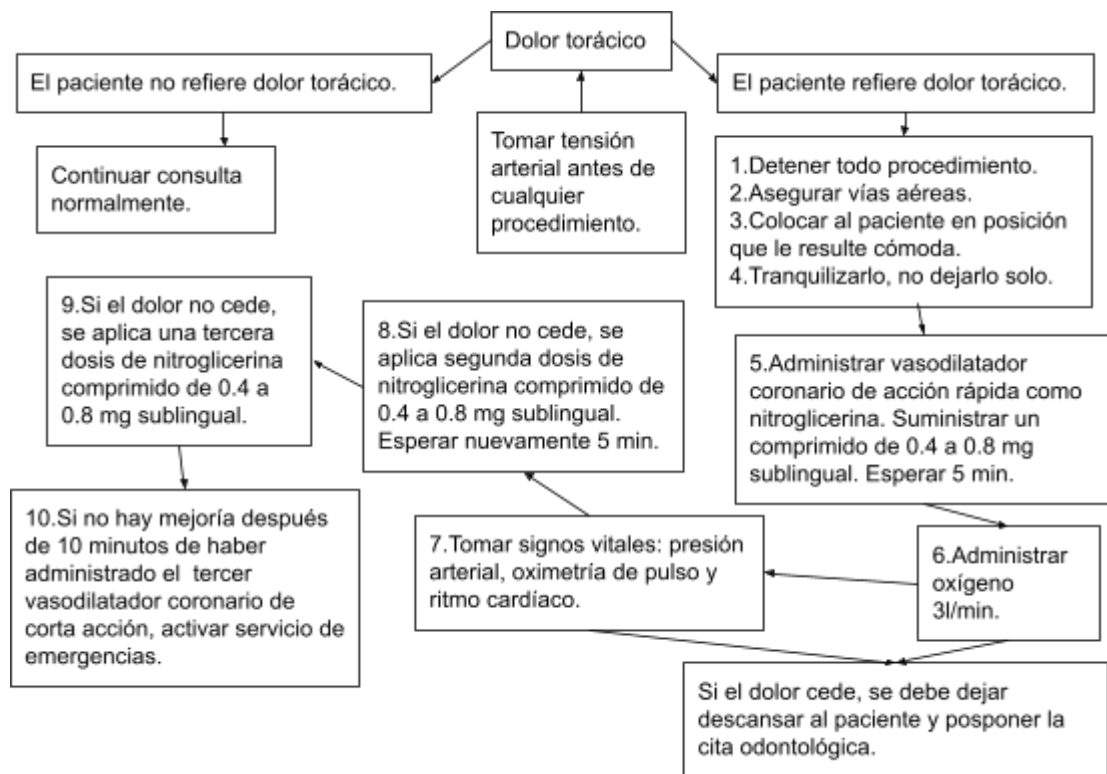 Dolor torácico
El paciente no refiere dolor torácico.
El paciente refiere dolor torácico.
Tomar tensión
arterial antes de
cualquier
procedimiento.
Continuar consulta
normalmente.
1.Detener todo procedimiento.
2.Asegurar vías aéreas.
3.Colocar al paciente en posición
que le resulte cómoda.
4.Tranquilizarlo, no dejarlo solo.
5.Administrar vasodilatador
coronario de acción rápida como
nitroglicerina. Suministrar un
comprimido de 0.4 a 0.8 mg
sublingual. Esperar 5 min.
6.Administrar
oxígeno
3l/min.
7.Tomar signos vitales: presión
arterial, oximetría de pulso y
ritmo cardíaco.
8.Si el dolor no cede, se
aplica segunda dosis de
nitroglicerina comprimido de
0.4 a 0.8 mg sublingual.
Esperar nuevamente 5 min.
9.Si el dolor no cede,
se aplica una tercera
dosis de nitroglicerina
comprimido de 0.4 a
0.8 mg sublingual.
10.Si no hay mejoría después
de 10 minutos de haber
administrado el tercer
vasodilatador coronario de
corta acción, activar servicio de
emergencias.
Si el dolor cede, se debe dejar
descansar al paciente y posponer la
cita odontológica.